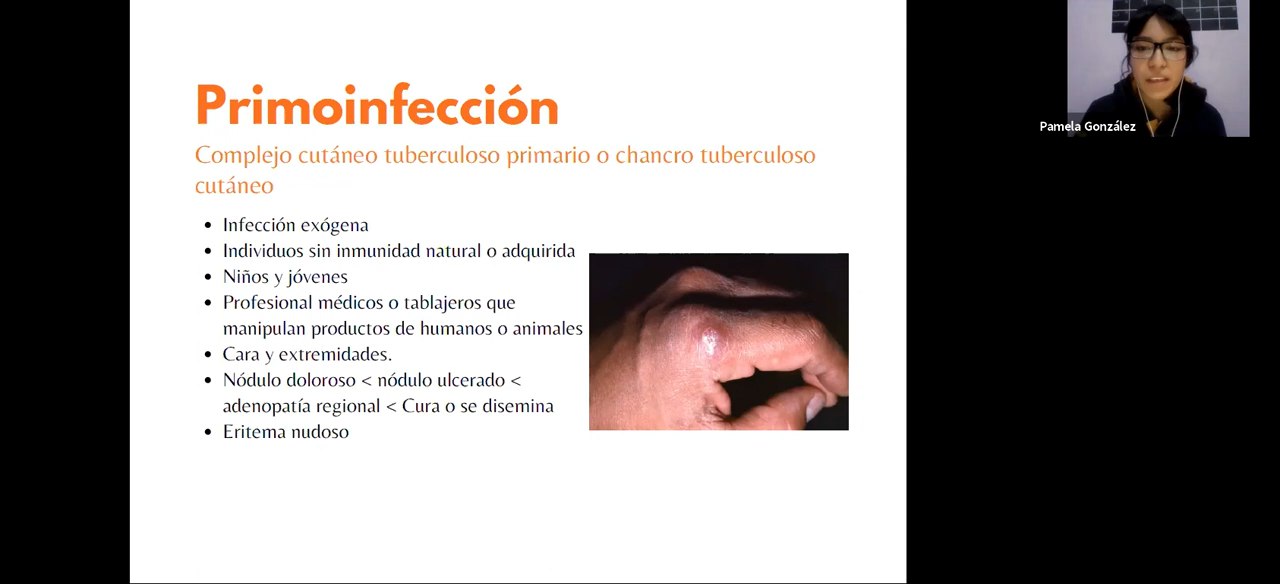 Primoinfección
Complejo cutáneo tuberculoso primario o chancro tuberculoso
cutáneo
• Infección exógena
• Individuos sin inmunidad natural o adquirida
• Niños y jóvenes
• Profesional médicos o tablajeros que
manipulan productos de humanos o animales
• Cara y extremidades.
• Nódulo doloroso < nódulo ulcerado <
adenopatía regional < Cura o se disemina
• Eritema nudoso
Pamela González